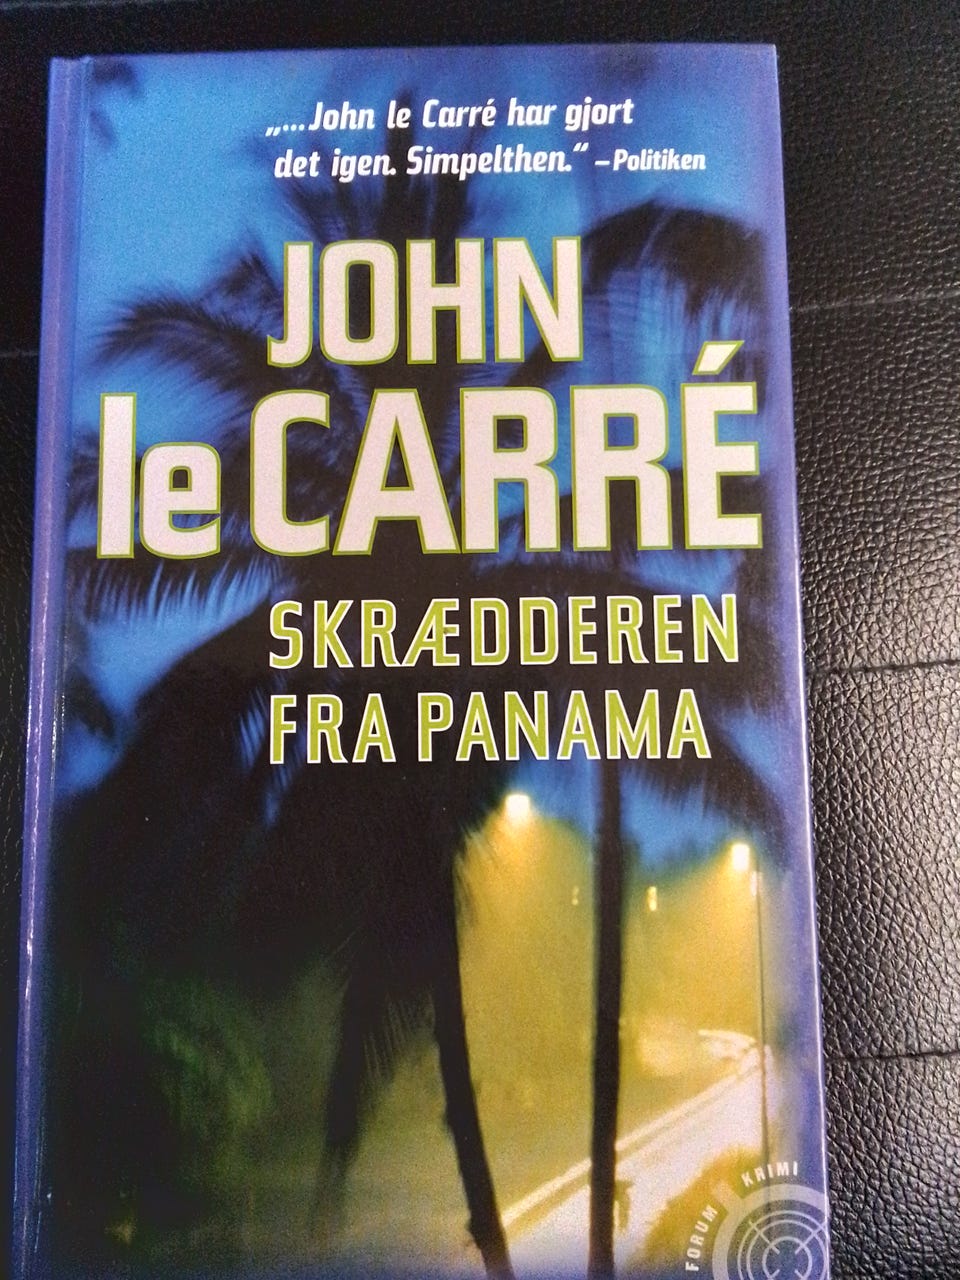 „...John le Carré har gjort
det igen. Simpelthen.“ –Politiken
JOHN
le CARRÉ
SKRÆDDEREN
FRA PANAMA
FORUM KRIMI